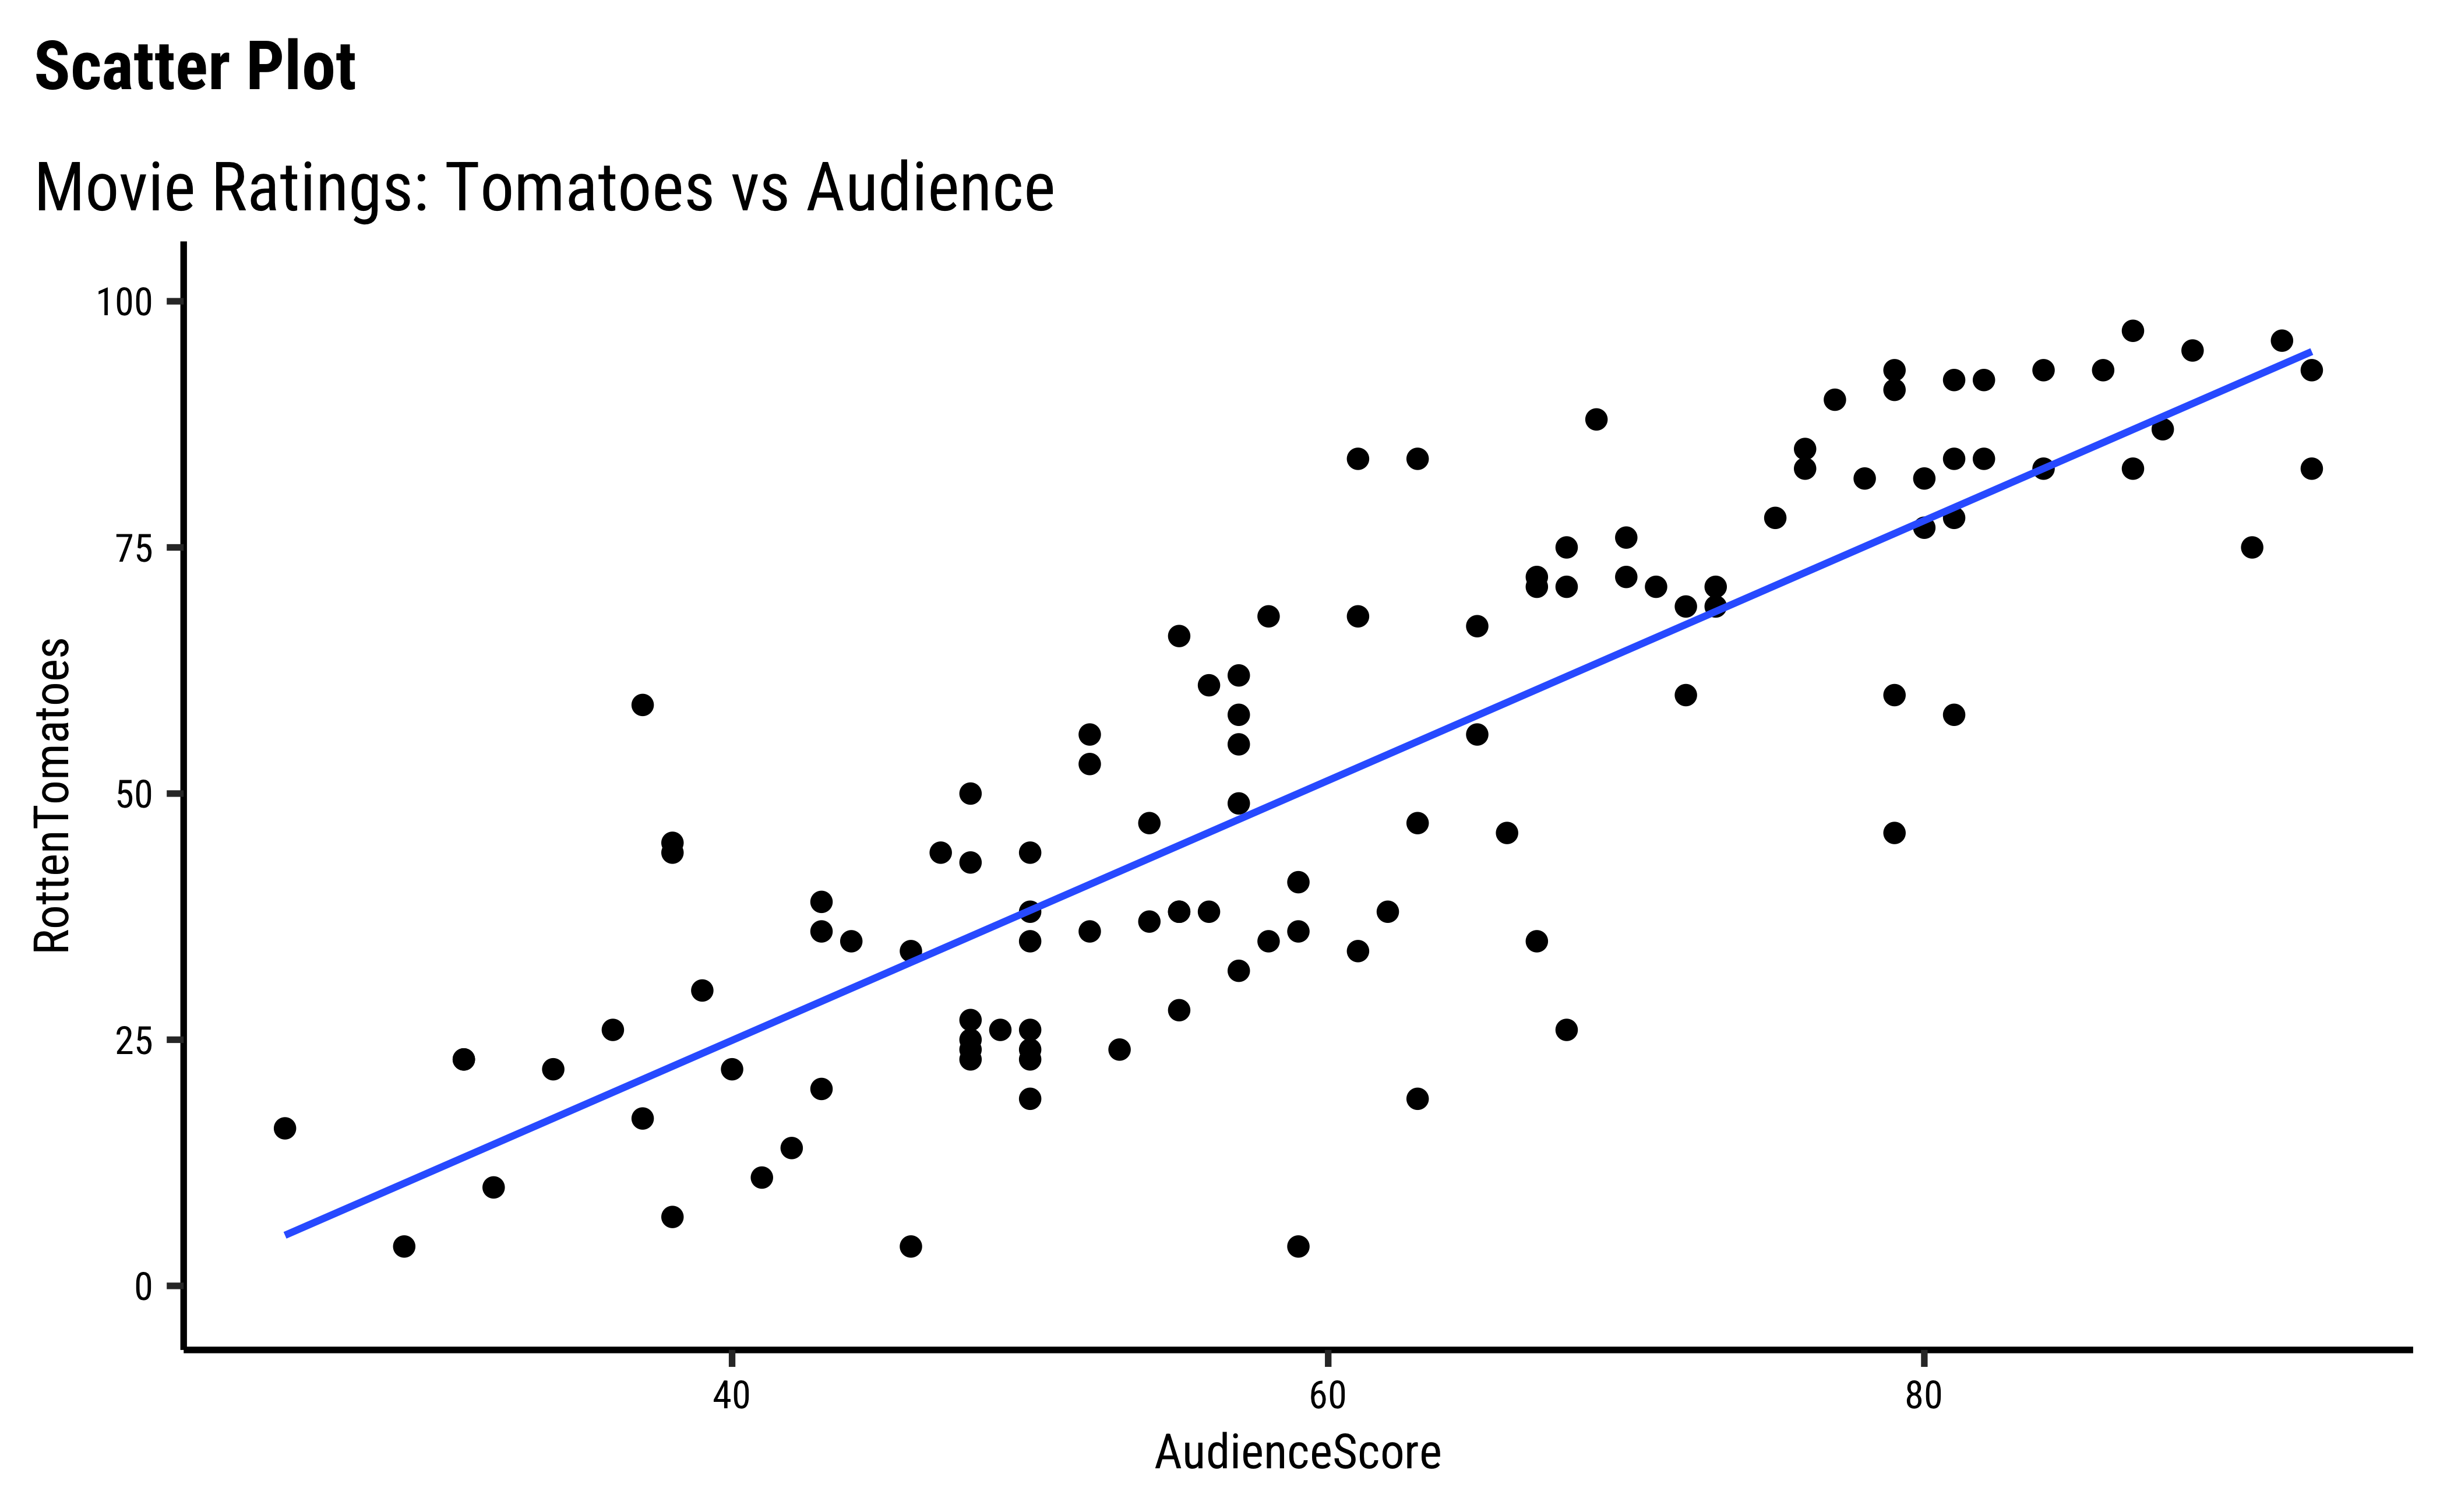 Scatter Plot
Movie Ratings: Tomatoes vs Audience
100
75
50
25
0
RottenTomatoes
40 60 80
AudienceScore